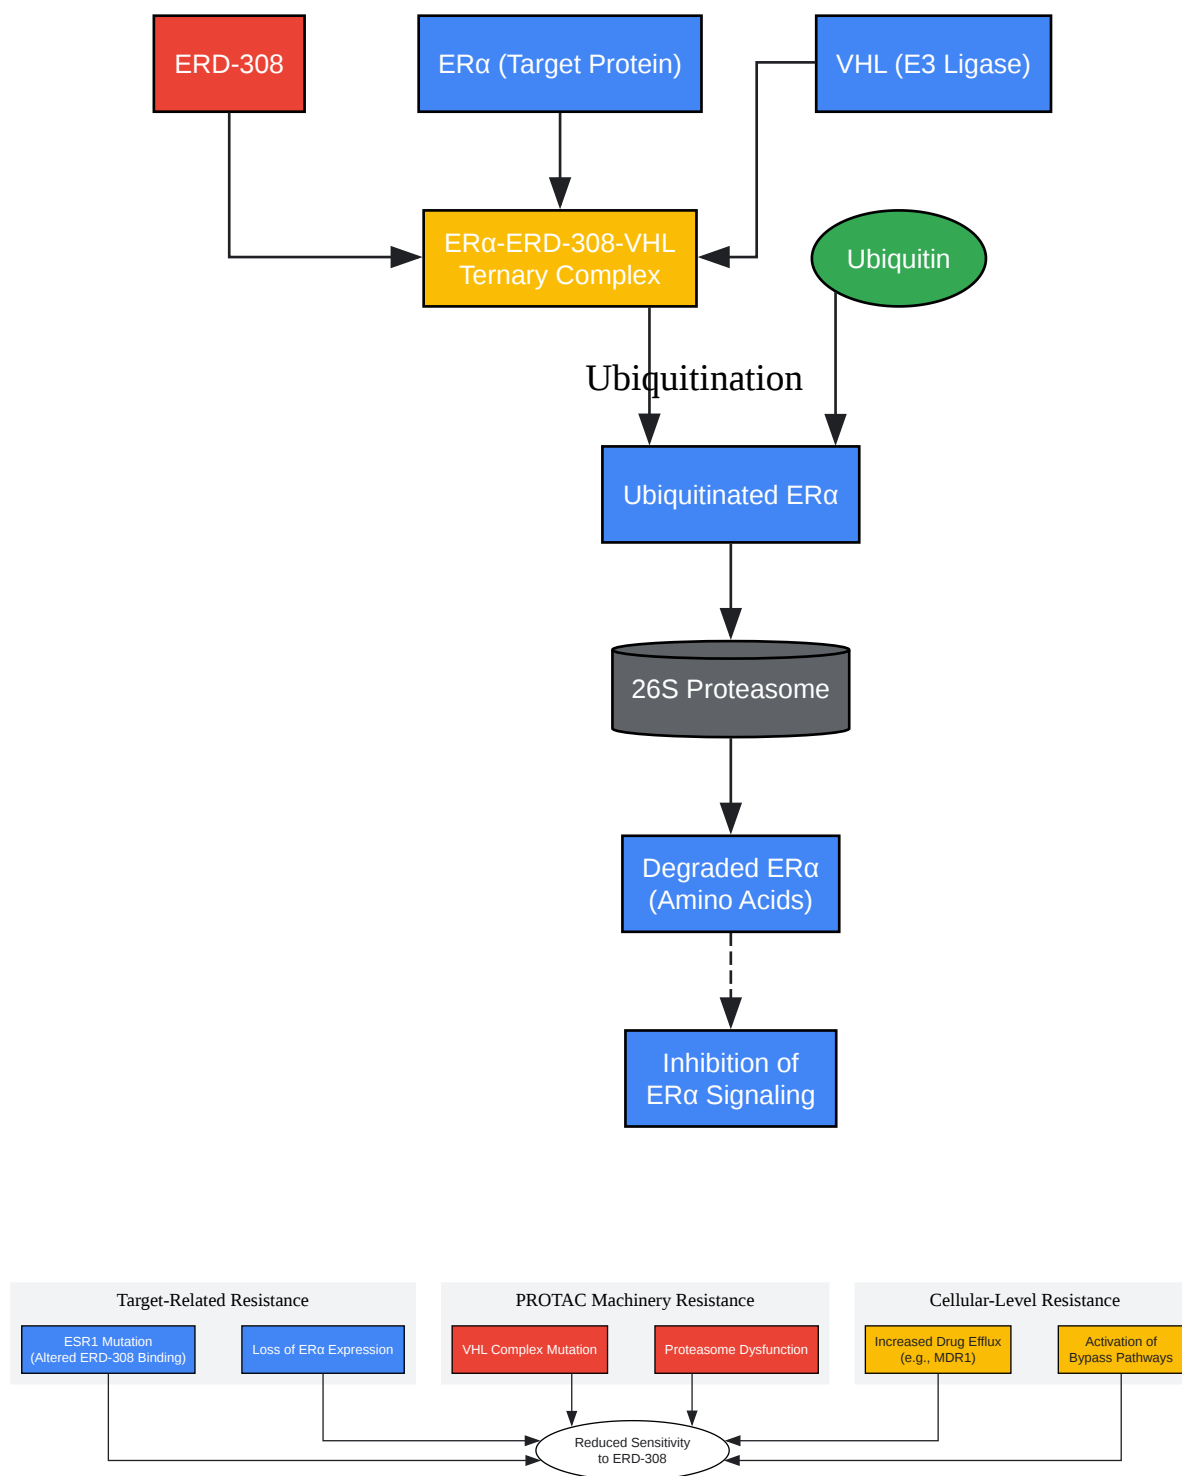 ERD-308
ERα (Target Protein)
VHL (E3 Ligase)
ERα-ERD-308-VHL
Ternary Complex
Ubiquitin
Ubiquitination
Ubiquitinated ERα
26S Proteasome
Degraded ERα
(Amino Acids)
Inhibition of
ERα Signaling
Target-Related Resistance
ESR1 Mutation
(Altered ERD-308 Binding)
Loss of ERα Expression
PROTAC Machinery Resistance
VHL Complex Mutation
Proteasome Dysfunction
Cellular-Level Resistance
Increased Drug Efflux
(e.g., MDR1)
Activation of
Bypass Pathways
Reduced Sensitivity
to ERD-308